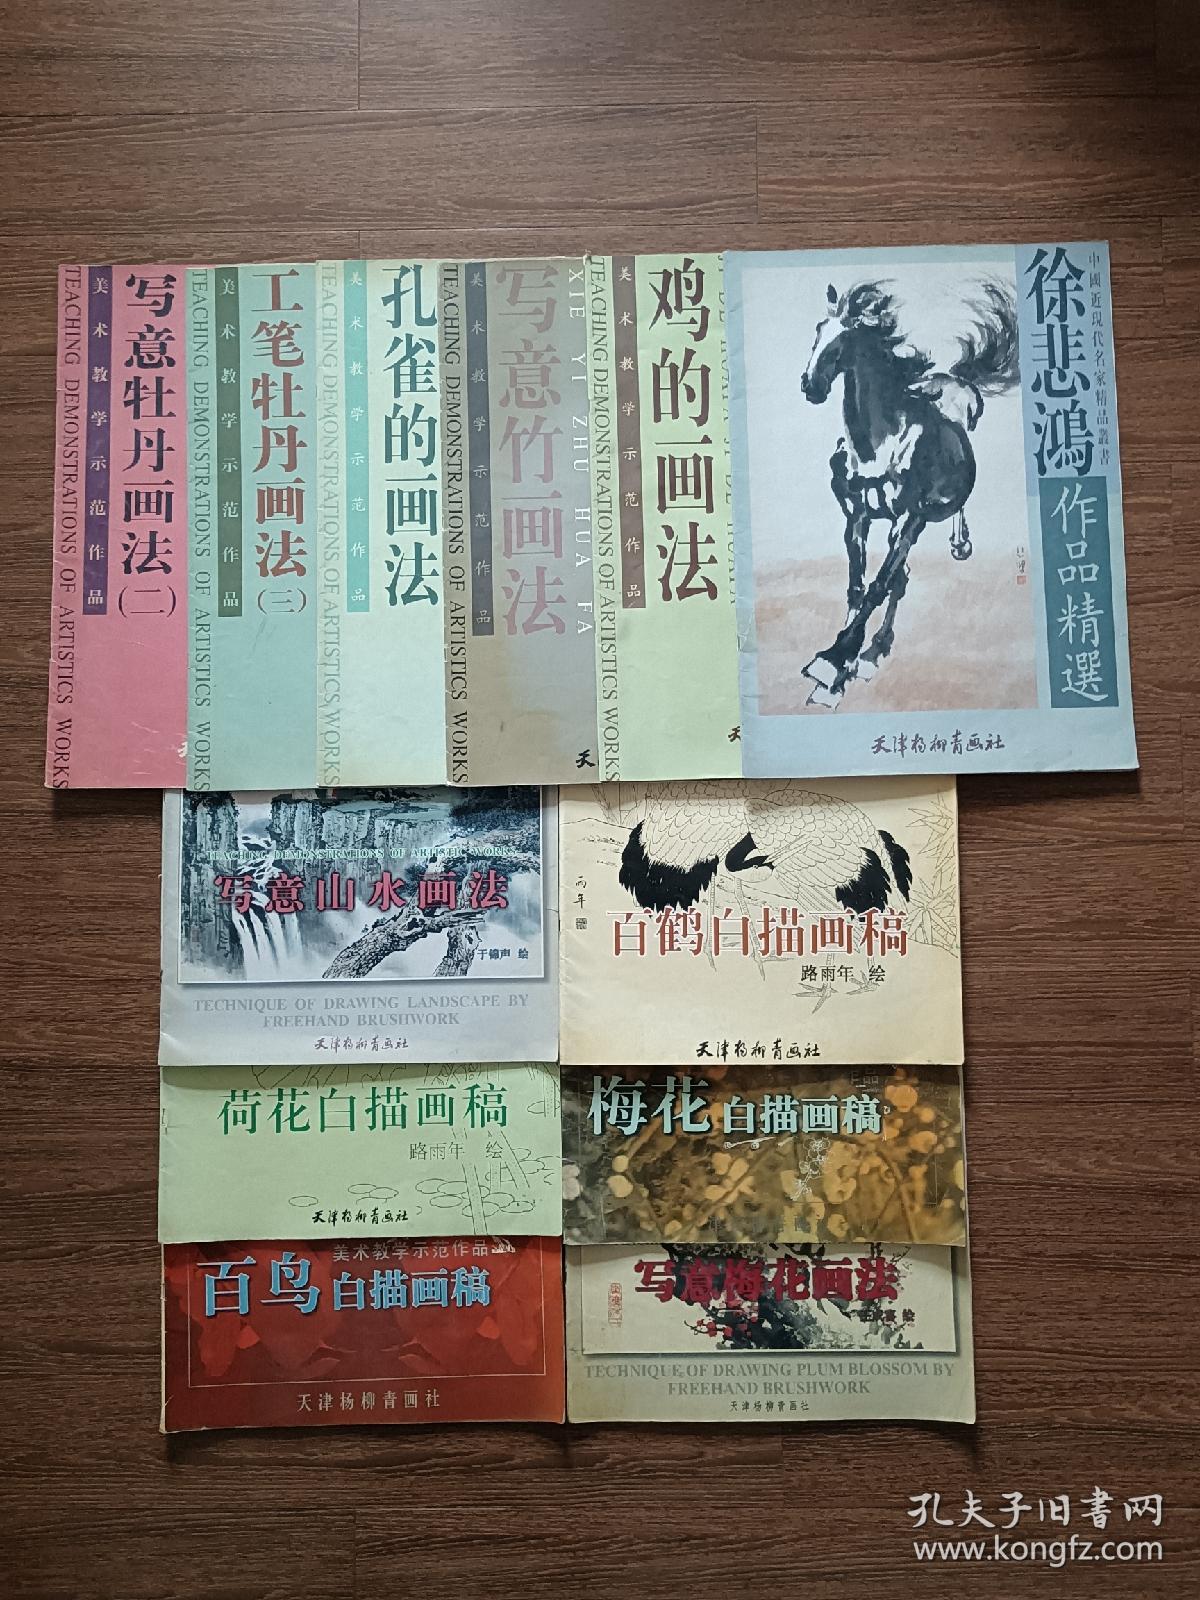 写意牡丹画法(二)
美术教学示范作品
TEACHING DEMONSTRATIONS OF ARTISTICS WORKS
工笔牡丹画法(三)
美术教学示范作品
TEACHING DEMONSTRATIONS OF ARTISTICS WORKS
孔雀的画法
美术教学示范作品
TEACHING DEMONSTRATIONS OF ARTISTICS WORKS
写意竹画法
XIE YI ZHU HUA FA
美术教学示范作品
TEACHING DEMONSTRATIONS OF ARTISTICS WORKS
天
鸡的画法
美术教学示范作品
TEACHING DEMONSTRATIONS OF ARTISTICS WORKS
中國近現代名家精品叢書
徐悲鴻
作品精選
天津杨柳青画社
TEACHING DEMONSTRATIONS OF ARTISTIC WORKS
写意山水画法
于锦声 绘
TECHNIQUE OF DRAWING LANDSCAPE BY
FREEHAND BRUSHWORK
天津杨柳青画社
雨年
百鹤白描画稿
路雨年 绘
天津杨柳青画社
荷花白描画稿
路雨年 绘
天津杨柳青画社
作品
梅花白描画稿
美术教学示范作品
百鸟白描画稿
天津杨柳青画社
写意梅花画法
绘
TECHNIQUE OF DRAWING PLUM BLOSSOM BY
FREEHAND BRUSHWORK
天津杨柳青画社
孔夫子旧书网
www.kongfz.com